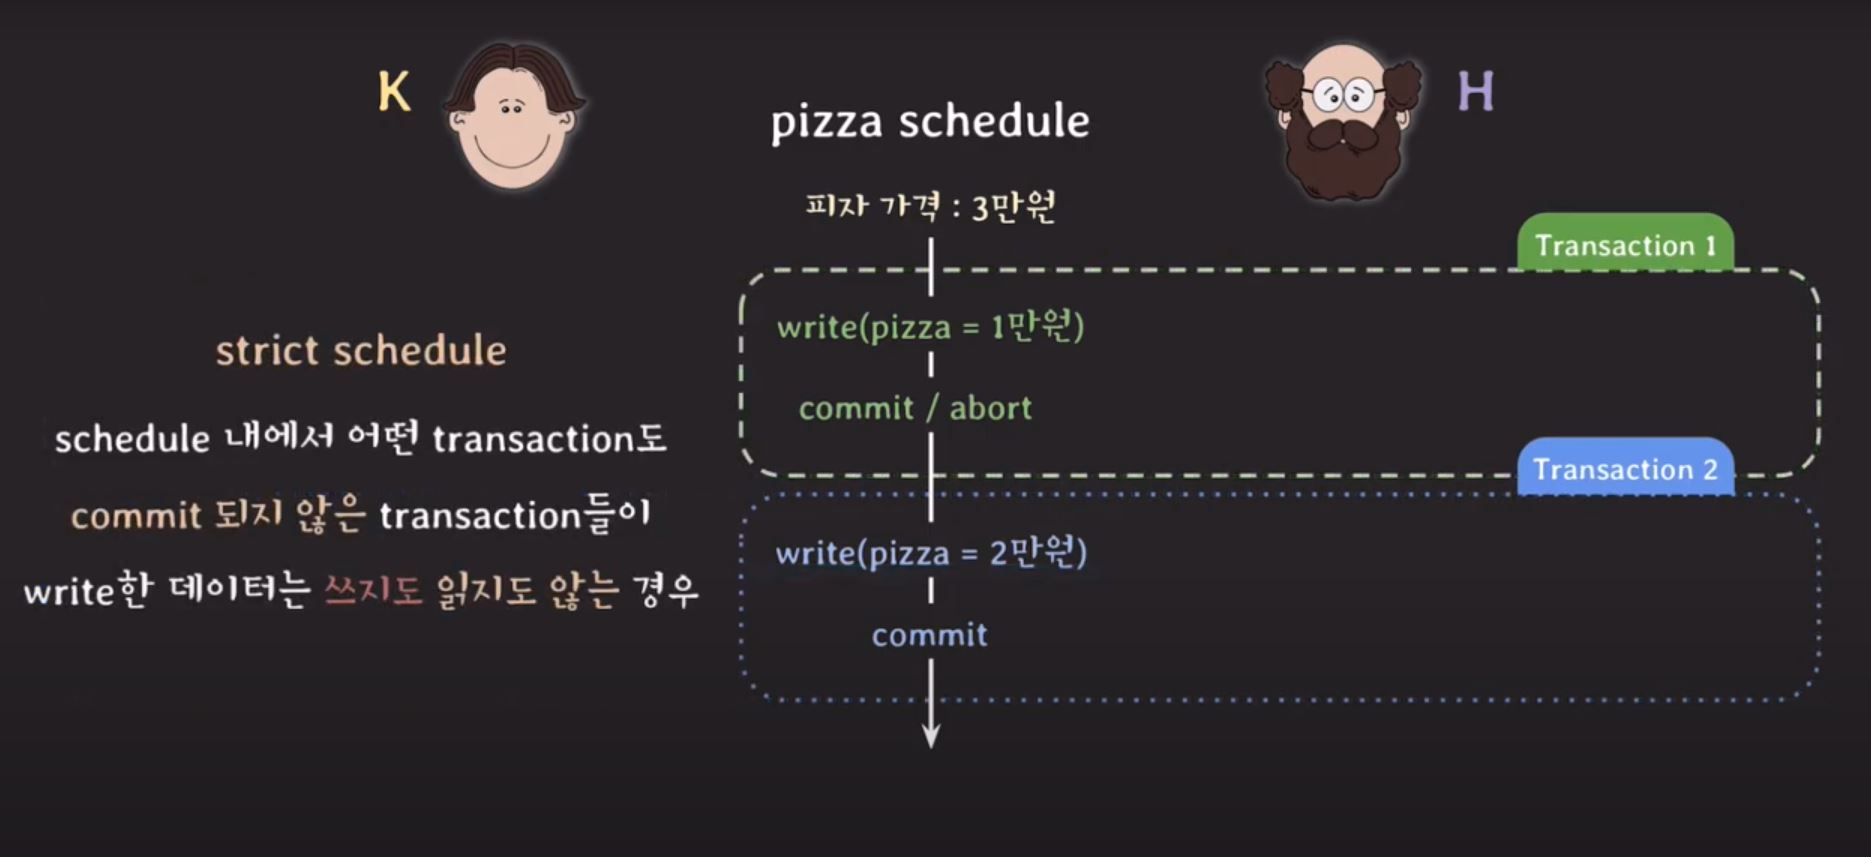 K
H
pizza schedule
피자 가격 : 3만원
Transaction 1
write(pizza = 1만원)
commit / abort
Transaction 2
write(pizza = 2만원)
commit
strict schedule
schedule 내에서 어떤 transaction도
commit 되지 않은 transaction들이
write한 데이터는 쓰지도 읽지도 않는 경우